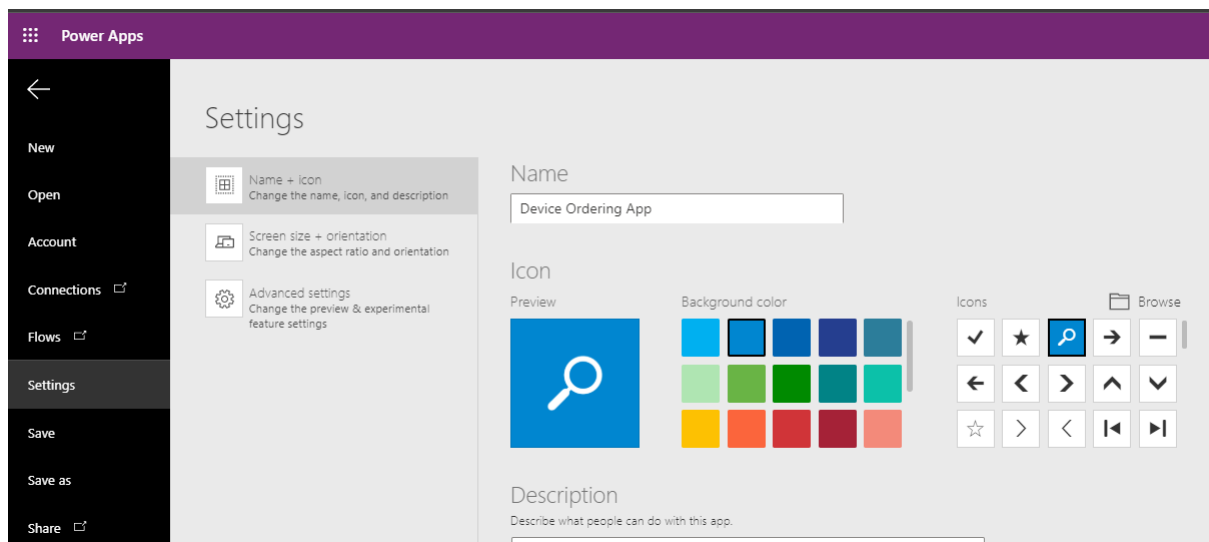 Power Apps
New
Open
Account
Connections
Flows
Settings
Save
Save as
Share
Settings
Name + icon
Change the name, icon, and description
Screen size + orientation
Change the aspect ratio and orientation
Advanced settings
Change the preview & experimental
feature settings
Name
Device Ordering App
Icon
Preview
Background color
Icons
Browse
Description
Describe what people can do with this app.